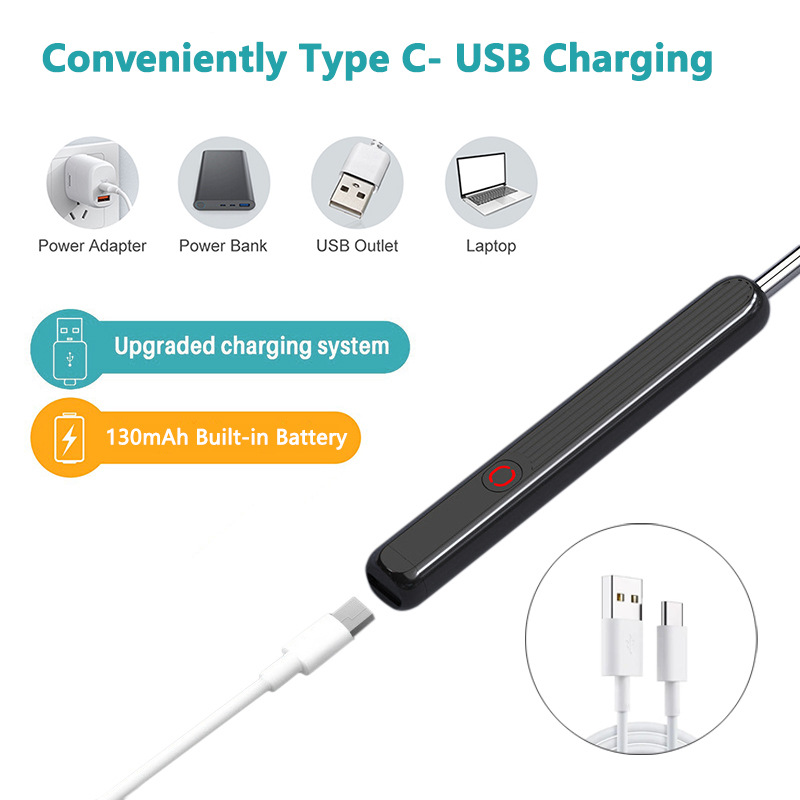 Conveniently Type C- USB Charging
Power Adapter
Power Bank
USB Outlet
Laptop
Upgraded charging system
130mAh Built-in Battery